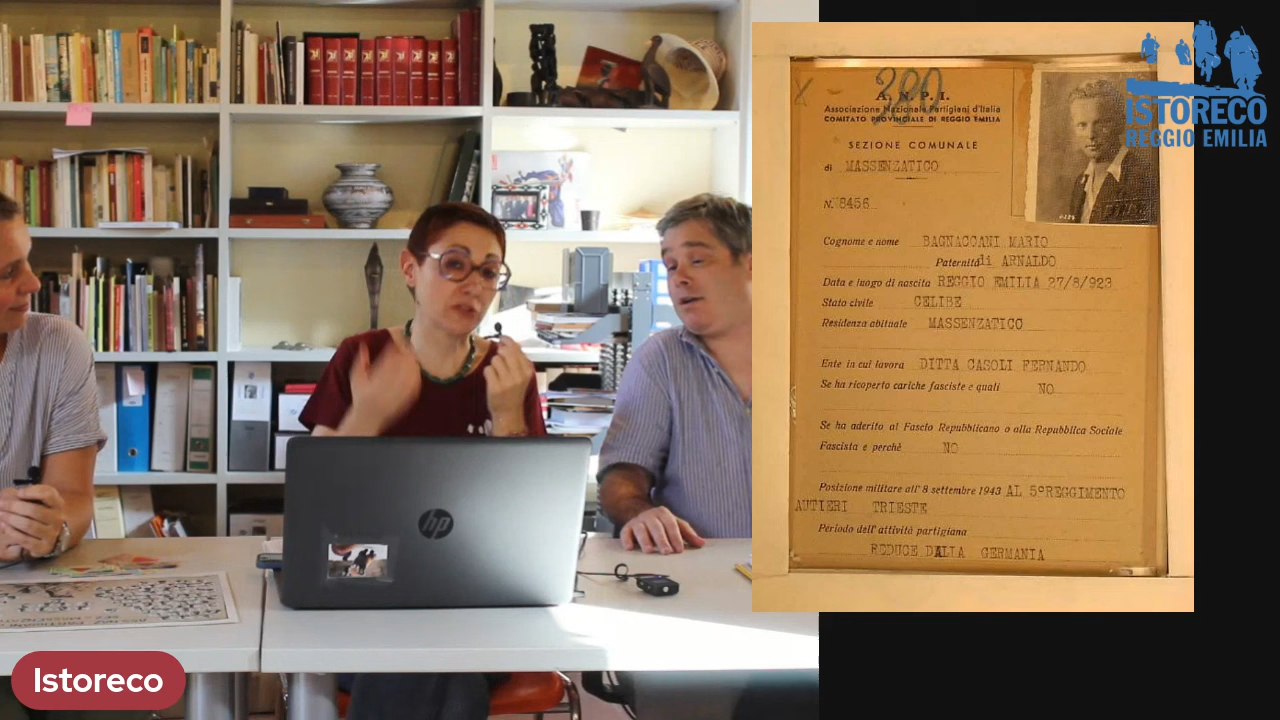 200
A. N. P. I.
Associazione Nazionale Partigiani d'Italia
COMITATO PROVINCIALE DI REGGIO EMILIA
SEZIONE COMUNALE
di MASSENZATICO
N. 8456
Cognome e nome BAGNACCANI MARIO
Paternità di ARNALDO
Data e luogo di nascita REGGIO EMILIA 27/8/923
Stato civile CELIBE
Residenza abituale MASSENZATICO
Ente in cui lavora DITTA CASOLI FERNANDO
Se ha ricoperto cariche fasciste e quali NO
Se ha aderito al Fascio Repubblicano o alla Repubblica Sociale
Fascista e perchè NO
Posizione militare all' 8 settembre 1943 AL 5°REGGIMENTO
AUTIERI TRIESTE
Periodo dell' attività partigiana
REDUCE DALLA GERMANIA
ISTORECO
REGGIO EMILIA
hp
Istoreco